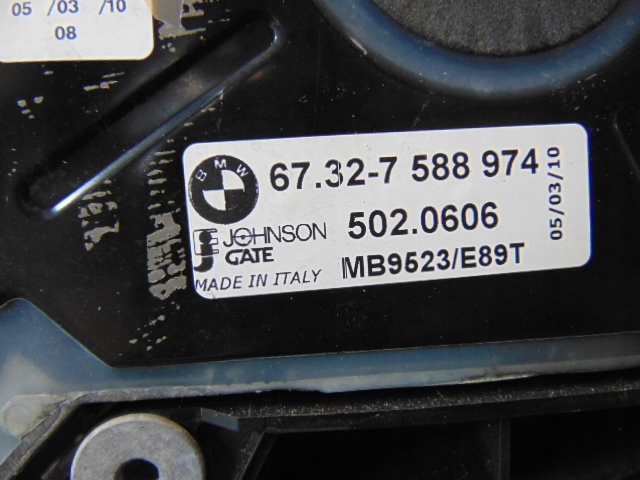 05 /03 /10
08
BMW
67.32-7 588 974
JOHNSON
GATE
502.0606
MADE IN ITALY
MB9523/E89T
05/03/10